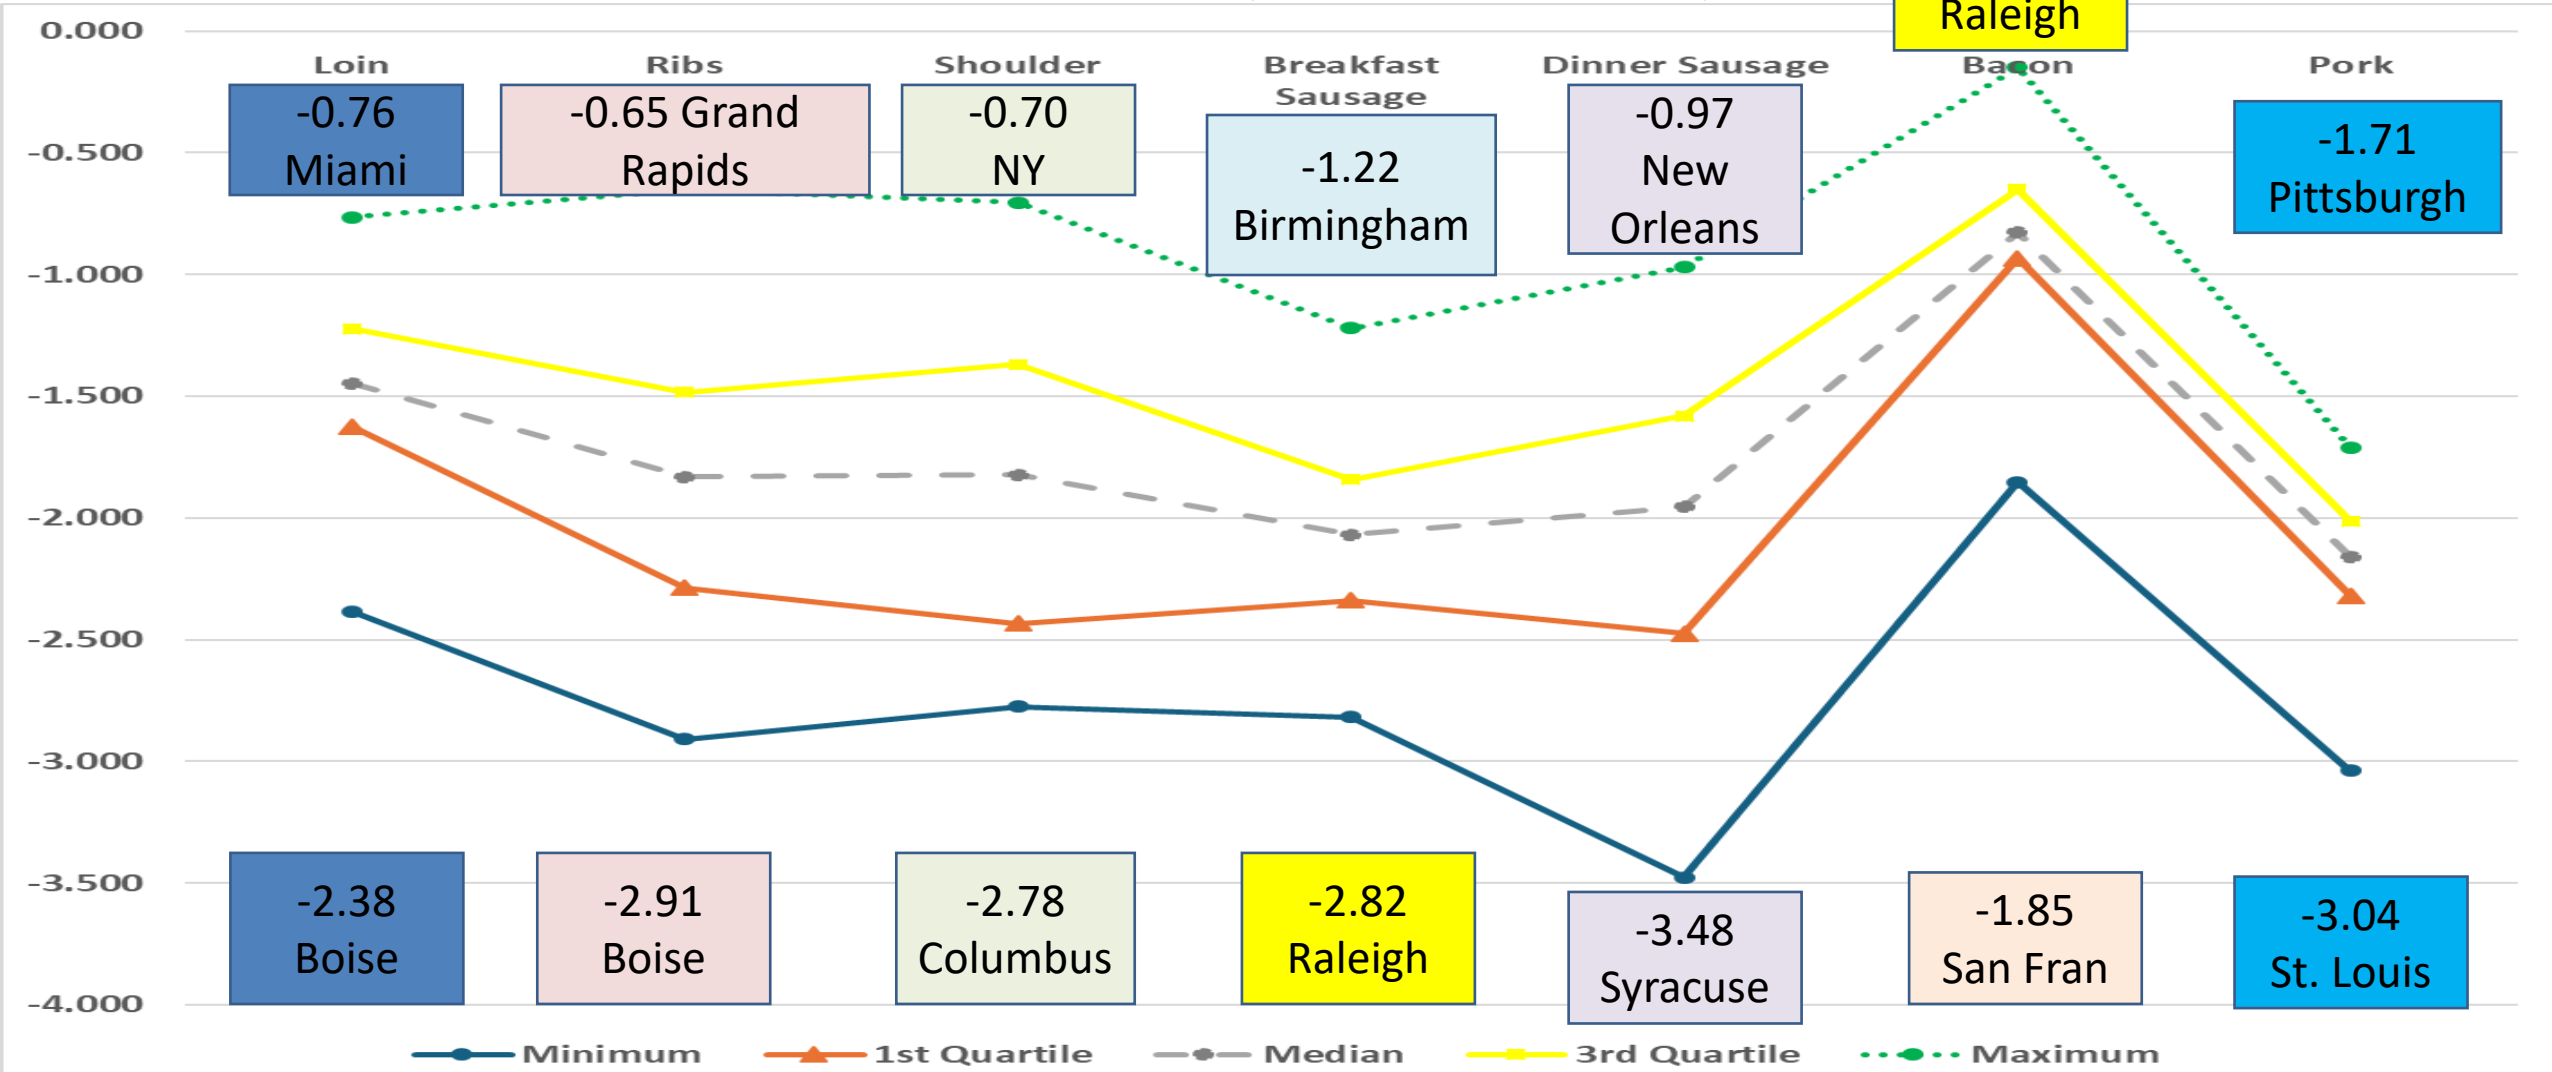 Raleigh
0.000
Loin
Ribs
Shoulder
Breakfast
Sausage
Dinner Sausage
Bacon
Pork
-0.76
Miami
-0.65 Grand
Rapids
-0.70
NY
-1.22
Birmingham
-0.97
New
Orleans
-1.71
Pittsburgh
-0.500
-1.000
-1.500
-2.000
-2.500
-3.000
-3.500
-4.000
-2.38
Boise
-2.91
Boise
-2.78
Columbus
-2.82
Raleigh
-3.48
Syracuse
-1.85
San Fran
-3.04
St. Louis
Minimum
1st Quartile
Median
3rd Quartile
Maximum